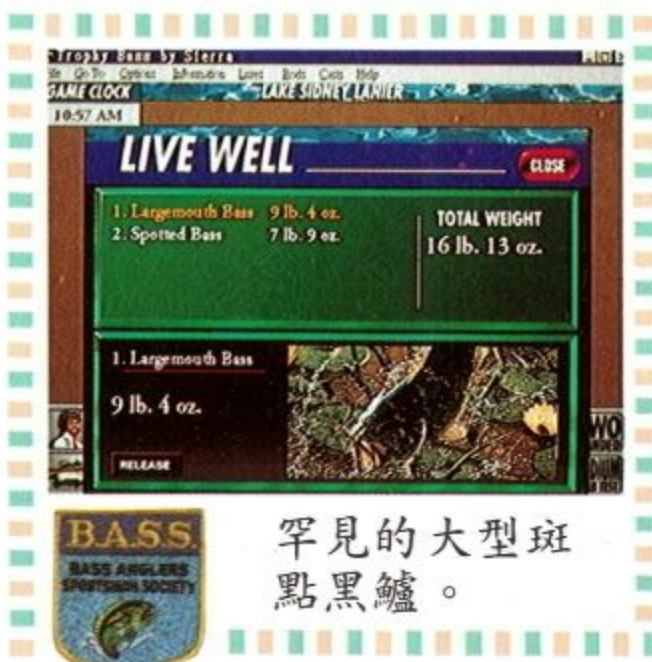 Trophy Bass by Sierra
Go To Options Information Lures Rods Casts Help
GAME CLOCK
LAKE SIDNEY LANIER
10:57 AM
LIVE WELL
CLOSE
1. Largemouth Bass 9 lb. 4 oz.
2. Spotted Bass 7 lb. 9 oz.
TOTAL WEIGHT
16 lb. 13 oz.
1. Largemouth Bass
9 lb. 4 oz.
RELEASE
B.A.S.S.
BASS ANGLERS
SPORTSMAN SOCIETY
罕見的大型斑
點黑鱸。